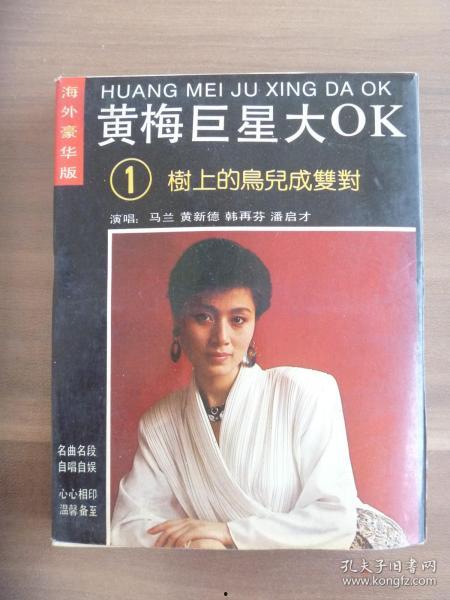 海外豪华版
HUANG MEI JU XING DA OK
黄梅巨星大OK
① 樹上的鳥兒成雙對
演唱: 马兰 黄新德 韩再芬 潘启才
名曲名段
自唱自娱
心心相印
温馨备至
孔夫子旧书网
www.kongfz.com